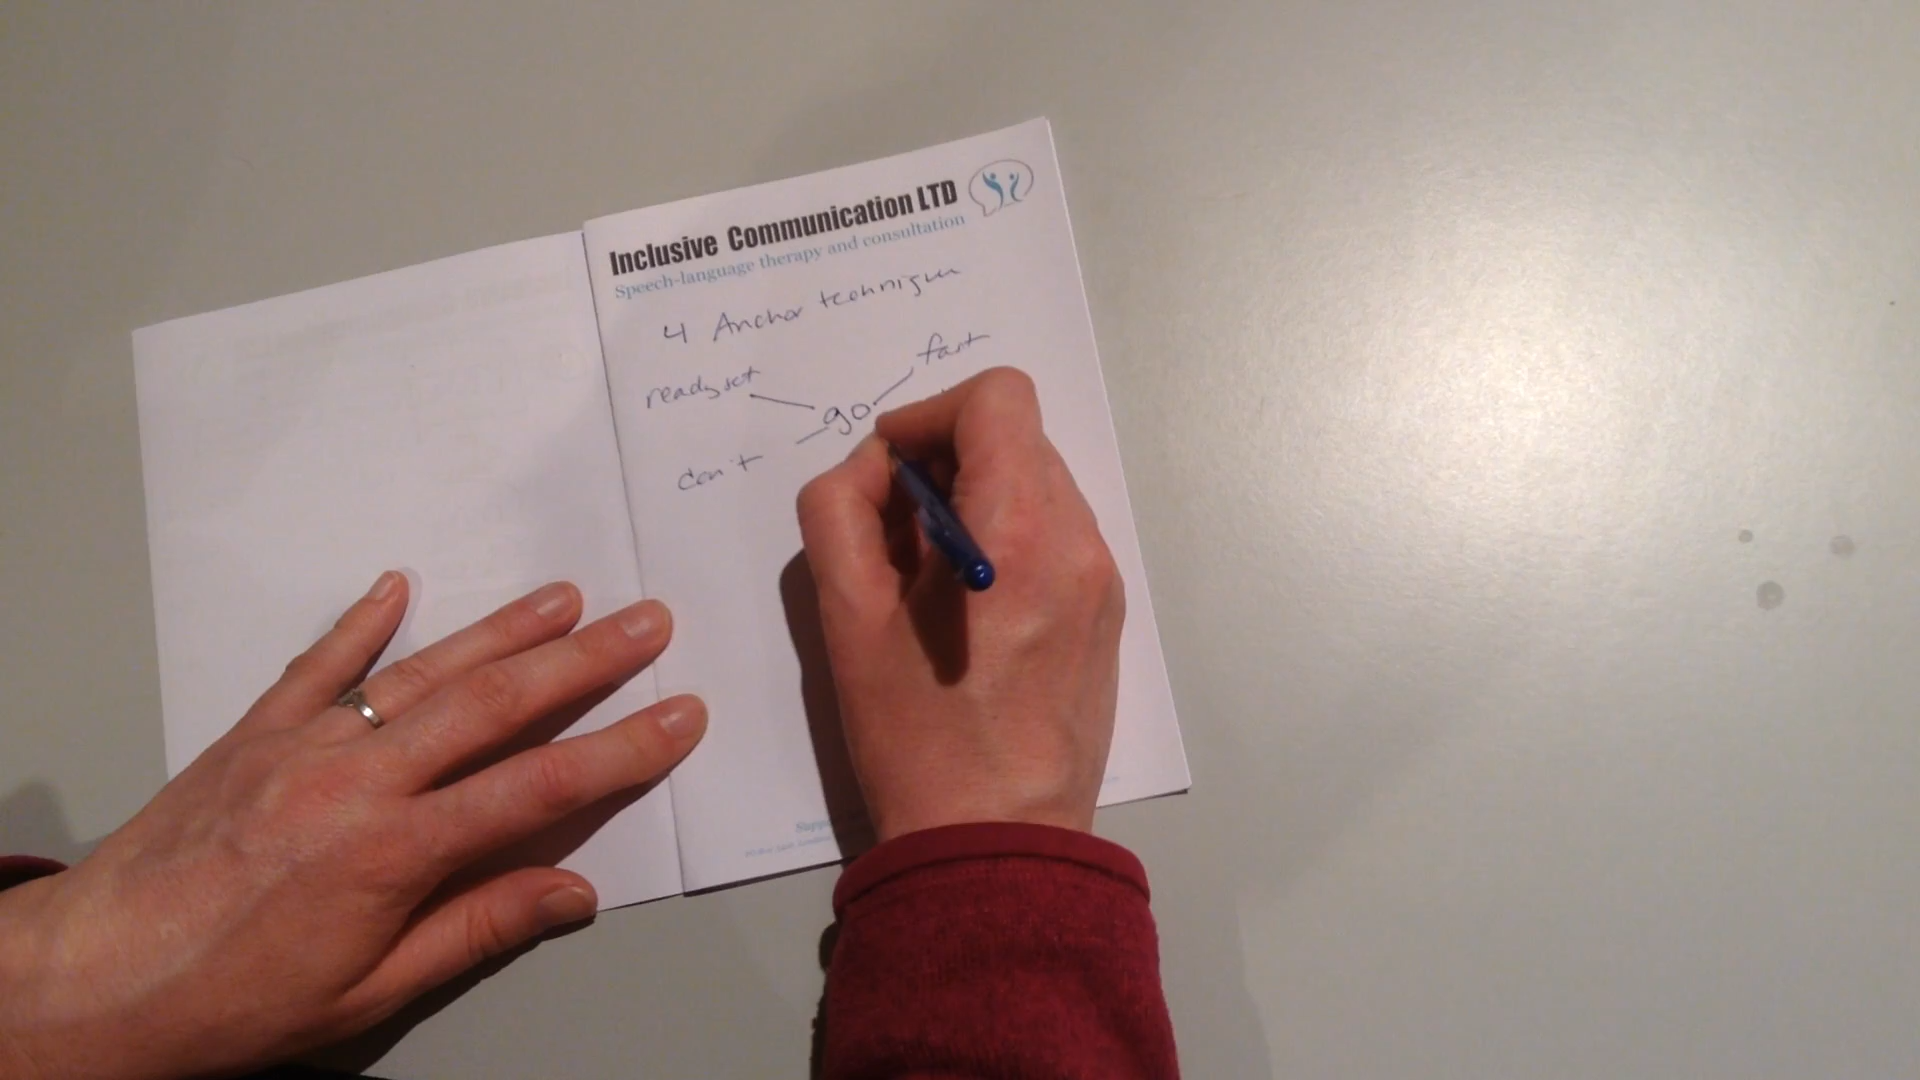 Inclusive Communication LTD
Speech-language therapy and consultation
4 Anchor technique
fast
ready set
go
don't